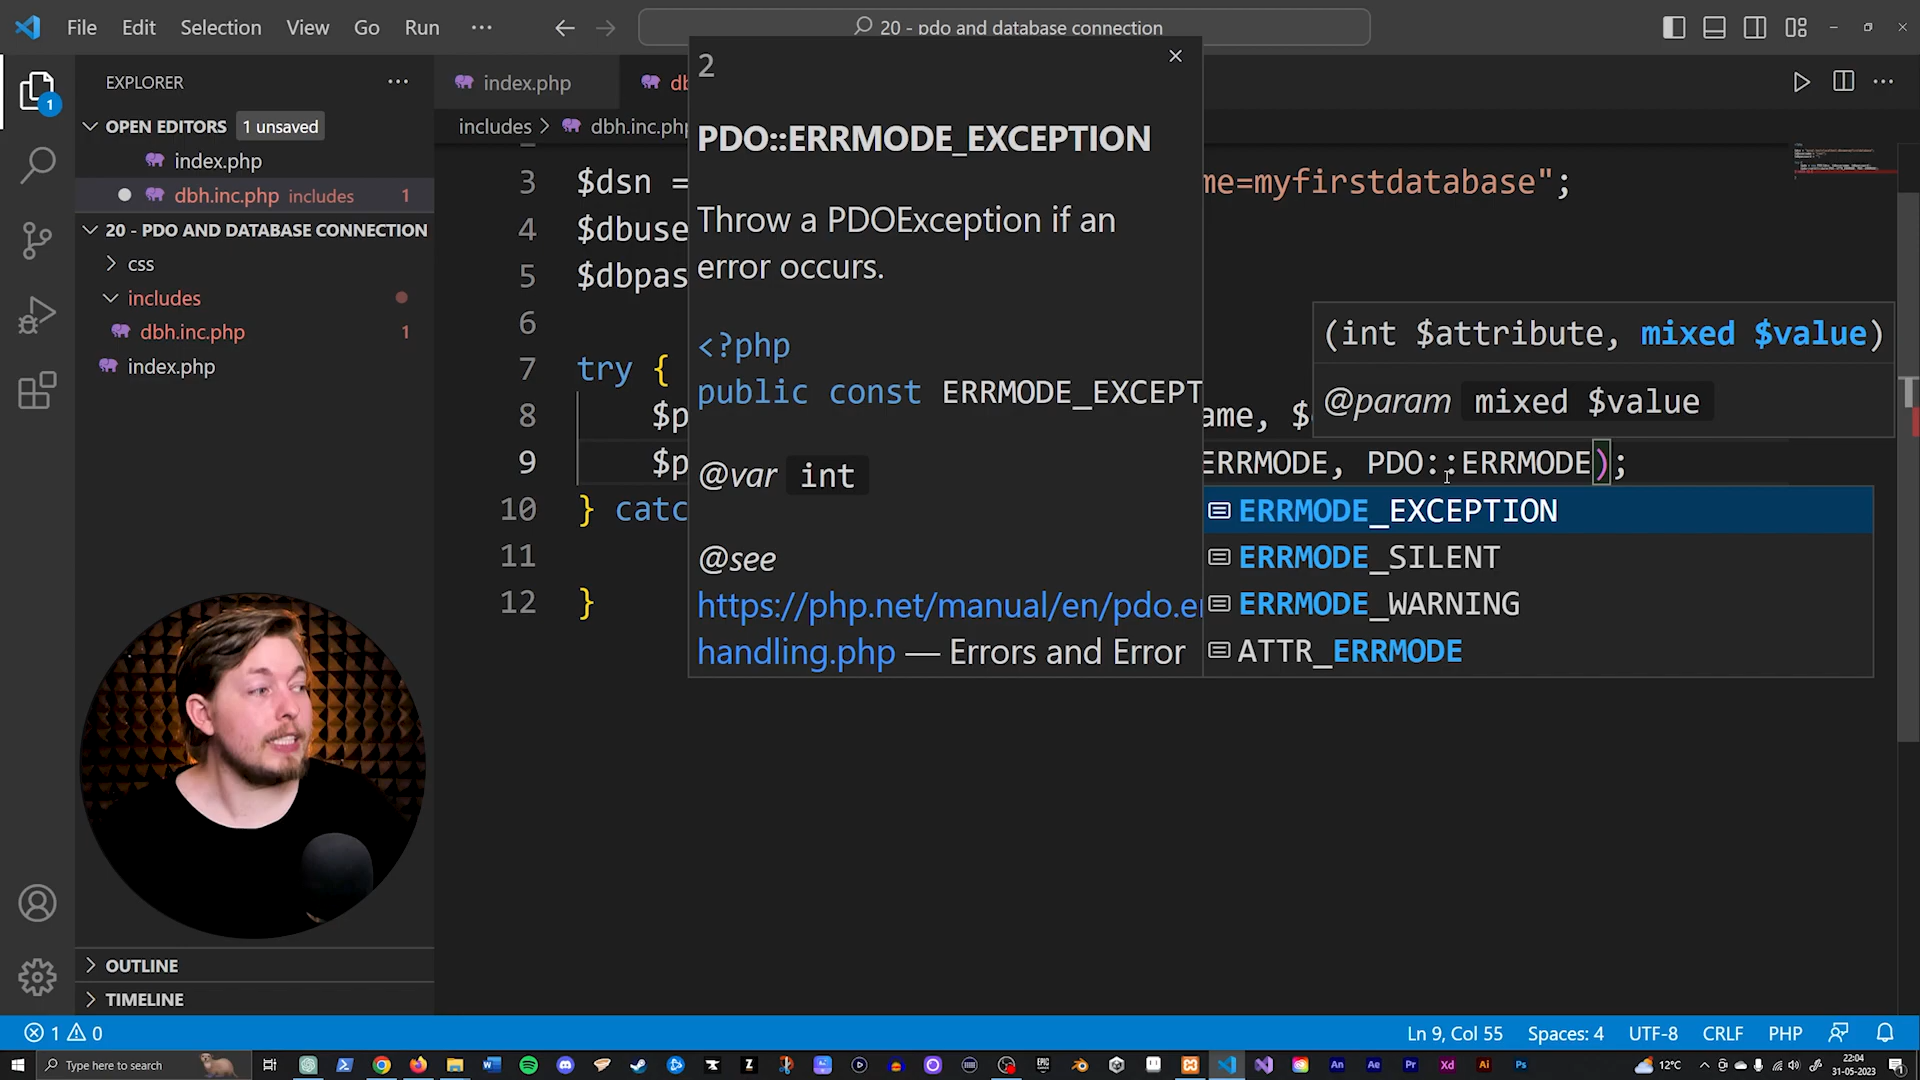 File Edit Selection View Go Run ···
20 - pdo and database connection
EXPLORER
OPEN EDITORS 1 unsaved
index.php
dbh.inc.php includes 1
20 - PDO AND DATABASE CONNECTION
css
includes
dbh.inc.php 1
index.php
OUTLINE
TIMELINE
1
index.php
db
includes > dbh.inc.php
3 $dsn = me=myfirstdatabase";
4 $dbuse
5 $dbpas
6
7 try {
8 $p ame, $
9 $p ERRMODE, PDO::ERRMODE);
10 } catc
11
12 }
2
PDO::ERRMODE_EXCEPTION
Throw a PDOException if an
error occurs.
<?php
public const ERRMODE_EXCEPT
@var int
@see
https://php.net/manual/en/pdo.er
handling.php — Errors and Error
(int $attribute, mixed $value)
@param mixed $value
ERRMODE_EXCEPTION
ERRMODE_SILENT
ERRMODE_WARNING
ATTR_ERRMODE
1 0
Ln 9, Col 55 Spaces: 4 UTF-8 CRLF PHP
Type here to search
12°C
22:04
31-05-2023